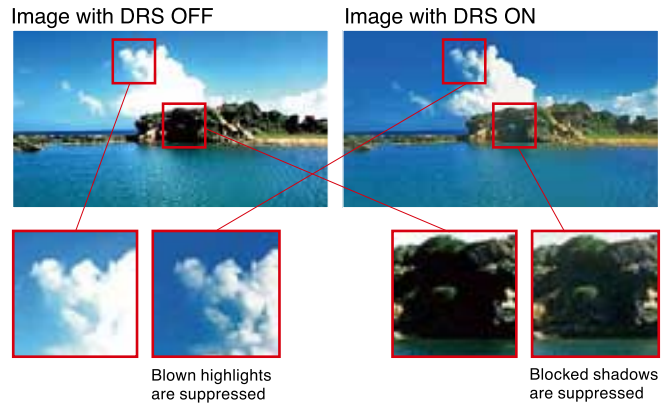 Image with DRS OFF
Image with DRS ON
Blown highlights
are suppressed
Blocked shadows
are suppressed